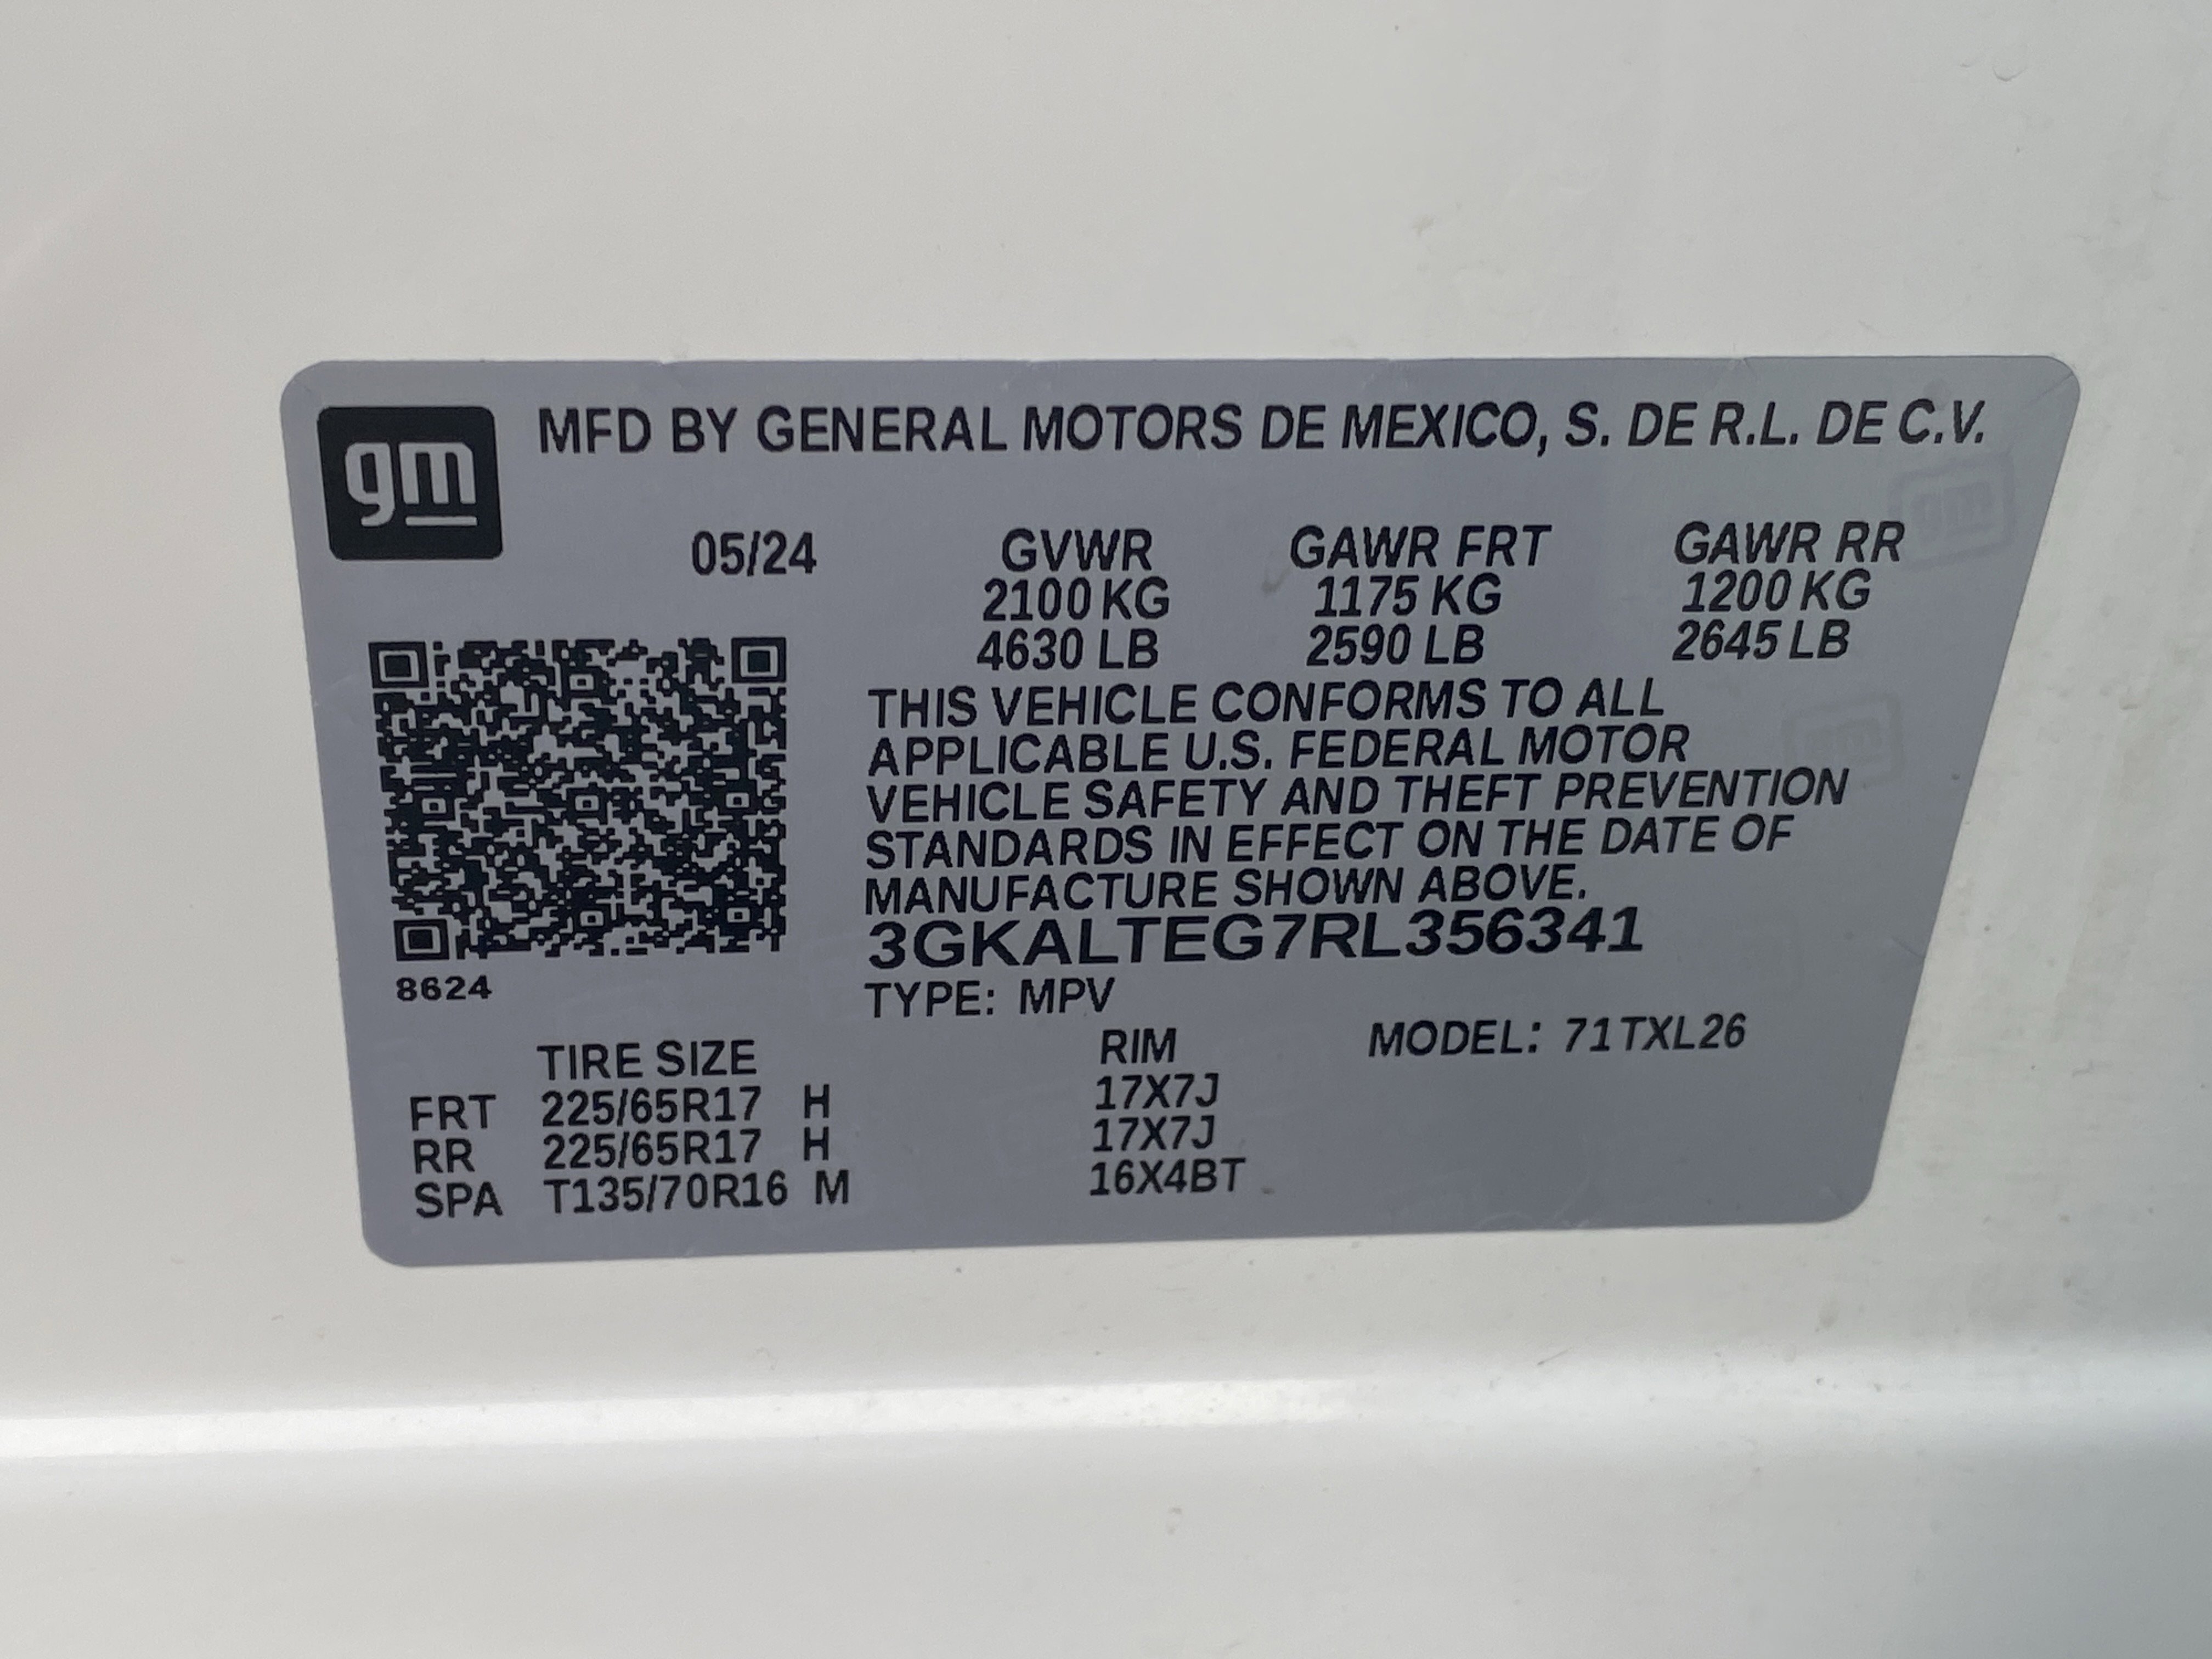 gm
MFD BY GENERAL MOTORS DE MEXICO, S. DE R.L. DE C.V.
05/24 GVWR GAWR FRT GAWR RR
2100 KG 1175 KG 1200 KG
4630 LB 2590 LB 2645 LB
THIS VEHICLE CONFORMS TO ALL
APPLICABLE U.S. FEDERAL MOTOR
VEHICLE SAFETY AND THEFT PREVENTION
STANDARDS IN EFFECT ON THE DATE OF
MANUFACTURE SHOWN ABOVE.
3GKALTEG7RL356341
8624
TYPE: MPV
MODEL: 71TXL26
TIRE SIZE RIM
FRT 225/65R17 H 17X7J
RR 225/65R17 H 17X7J
SPA T135/70R16 M 16X4BT